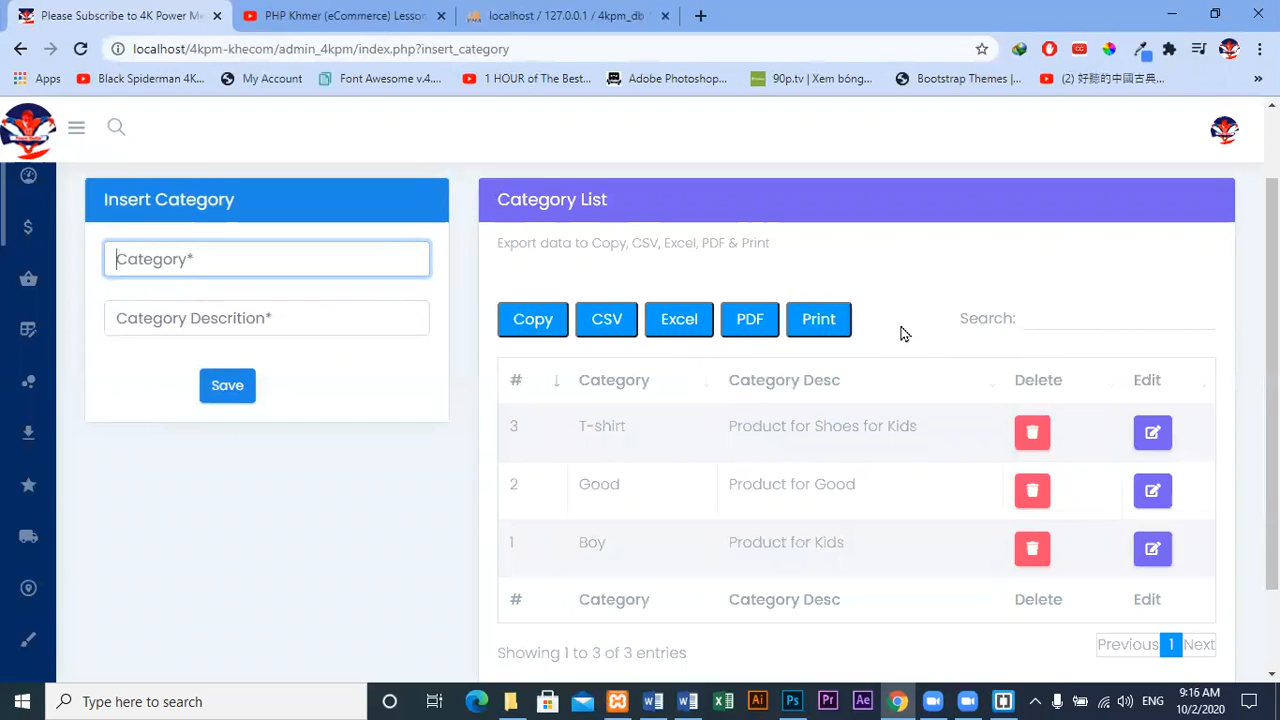 Please Subscribe to 4K Power Me
PHP Khmer (eCommerce) Lesson
localhost / 127.0.0.1 / 4kpm_db
localhost/4kpm-khecom/admin_4kpm/index.php?insert_category
Apps
Black Spiderman 4K...
My Account
Font Awesome v.4....
1 HOUR of The Best...
Adobe Photoshop...
90p.tv | Xem bóng...
Bootstrap Themes |...
(2) 好聽的中國古典...
Insert Category
Category*
Category Descrition*
Save
Category List
Export data to Copy, CSV, Excel, PDF & Print
Copy
CSV
Excel
PDF
Print
Search:
# Category Category Desc Delete Edit
3 T-shirt Product for Shoes for Kids
2 Good Product for Good
1 Boy Product for Kids
# Category Category Desc Delete Edit
Showing 1 to 3 of 3 entries
Previous 1 Next
Type here to search
ENG
9:16 AM
10/2/2020